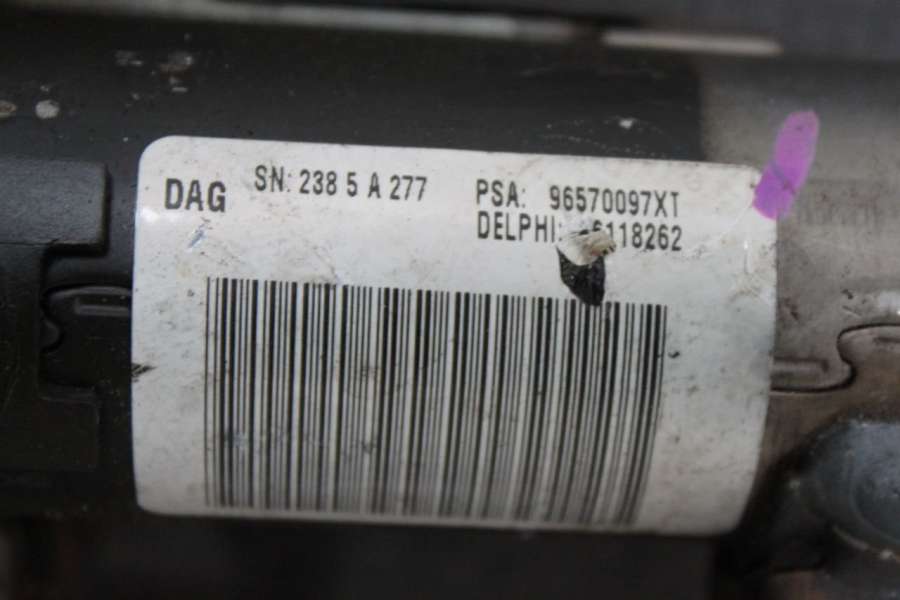 DAG
SN: 238 5 A 277
PSA: 96570097XT
DELPHI: